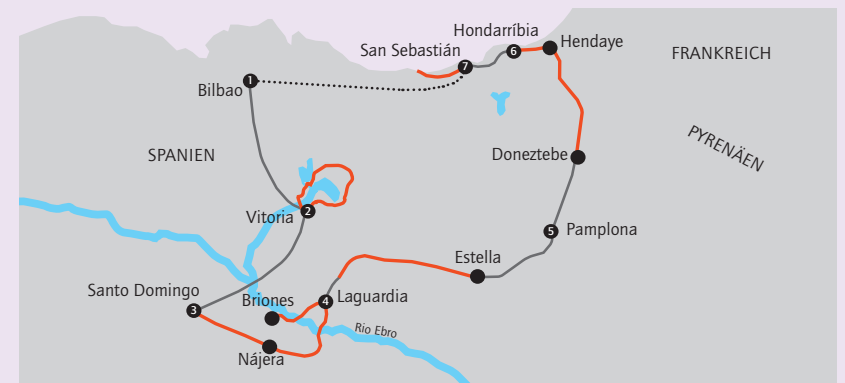 Hondarríbia
San Sebastián
6
Hendaye
FRANKREICH
7
1
Bilbao
PYRENÄEN
SPANIEN
Doneztebe
Vitoria
2
5
Pamplona
Estella
Santo Domingo
Briones
4
Laguardia
3
Rio Ebro
Nájera